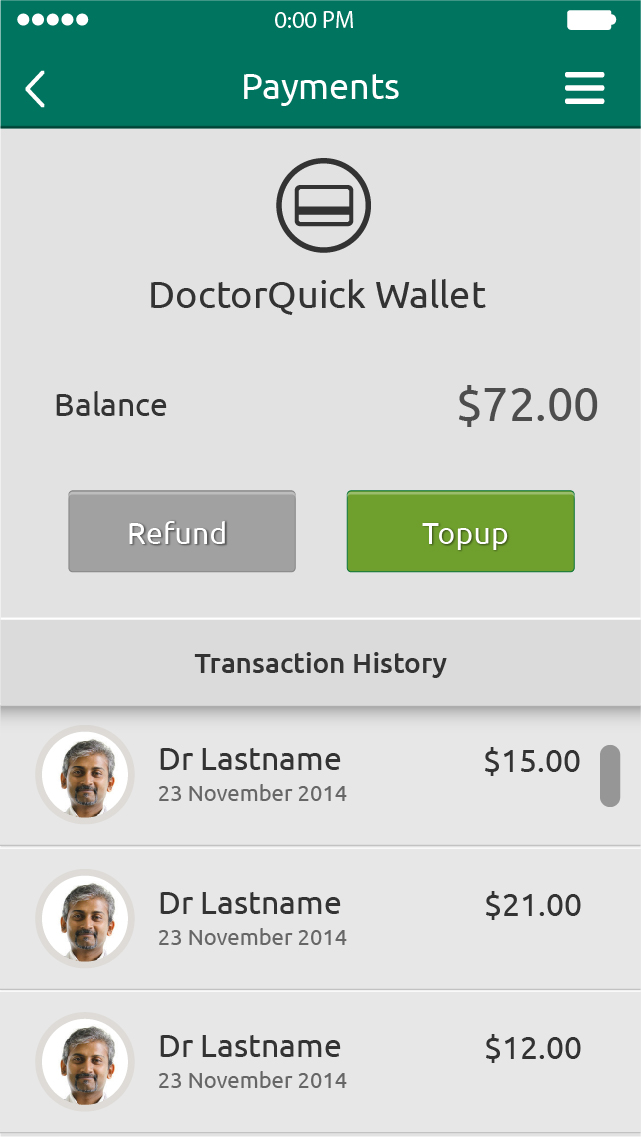 0:00 PM
Payments
DoctorQuick Wallet
Balance $72.00
Refund Topup
Transaction History
Dr Lastname $15.00
23 November 2014
Dr Lastname $21.00
23 November 2014
Dr Lastname $12.00
23 November 2014